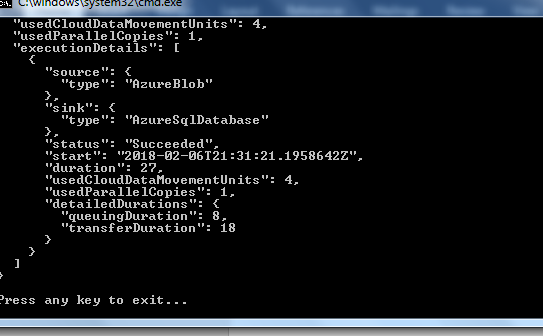 C:\windows\system32\cmd.exe
"usedCloudDataMovementUnits": 4,
"usedParallelCopies": 1,
"executionDetails": [
{
"source": {
"type": "AzureBlob"
},
"sink": {
"type": "AzureSqlDatabase"
},
"status": "Succeeded",
"start": "2018-02-06T21:31:21.1958642Z",
"duration": 27,
"usedCloudDataMovementUnits": 4,
"usedParallelCopies": 1,
"detailedDurations": {
"queuingDuration": 8,
"transferDuration": 18
}
}
]
}
Press any key to exit...